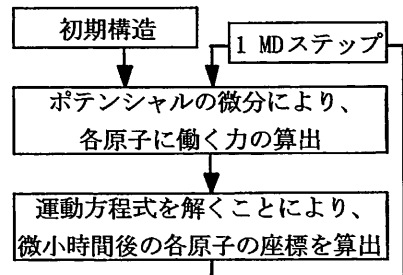 初期構造
1 MDステップ
ポテンシャルの微分により、
各原子に働く力の算出
運動方程式を解くことにより、
微小時間後の各原子の座標を算出